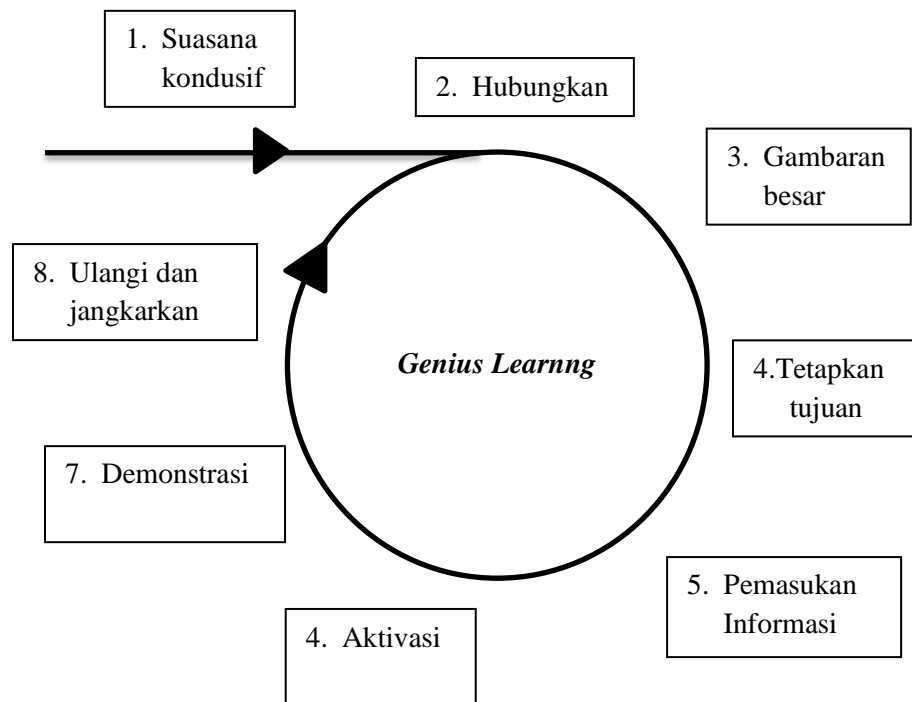 1. Suasana
kondusif
2. Hubungkan
3. Gambaran
besar
4.Tetapkan
tujuan
5. Pemasukan
Informasi
4. Aktivasi
7. Demonstrasi
8. Ulangi dan
jangkarkan
Genius Learnng